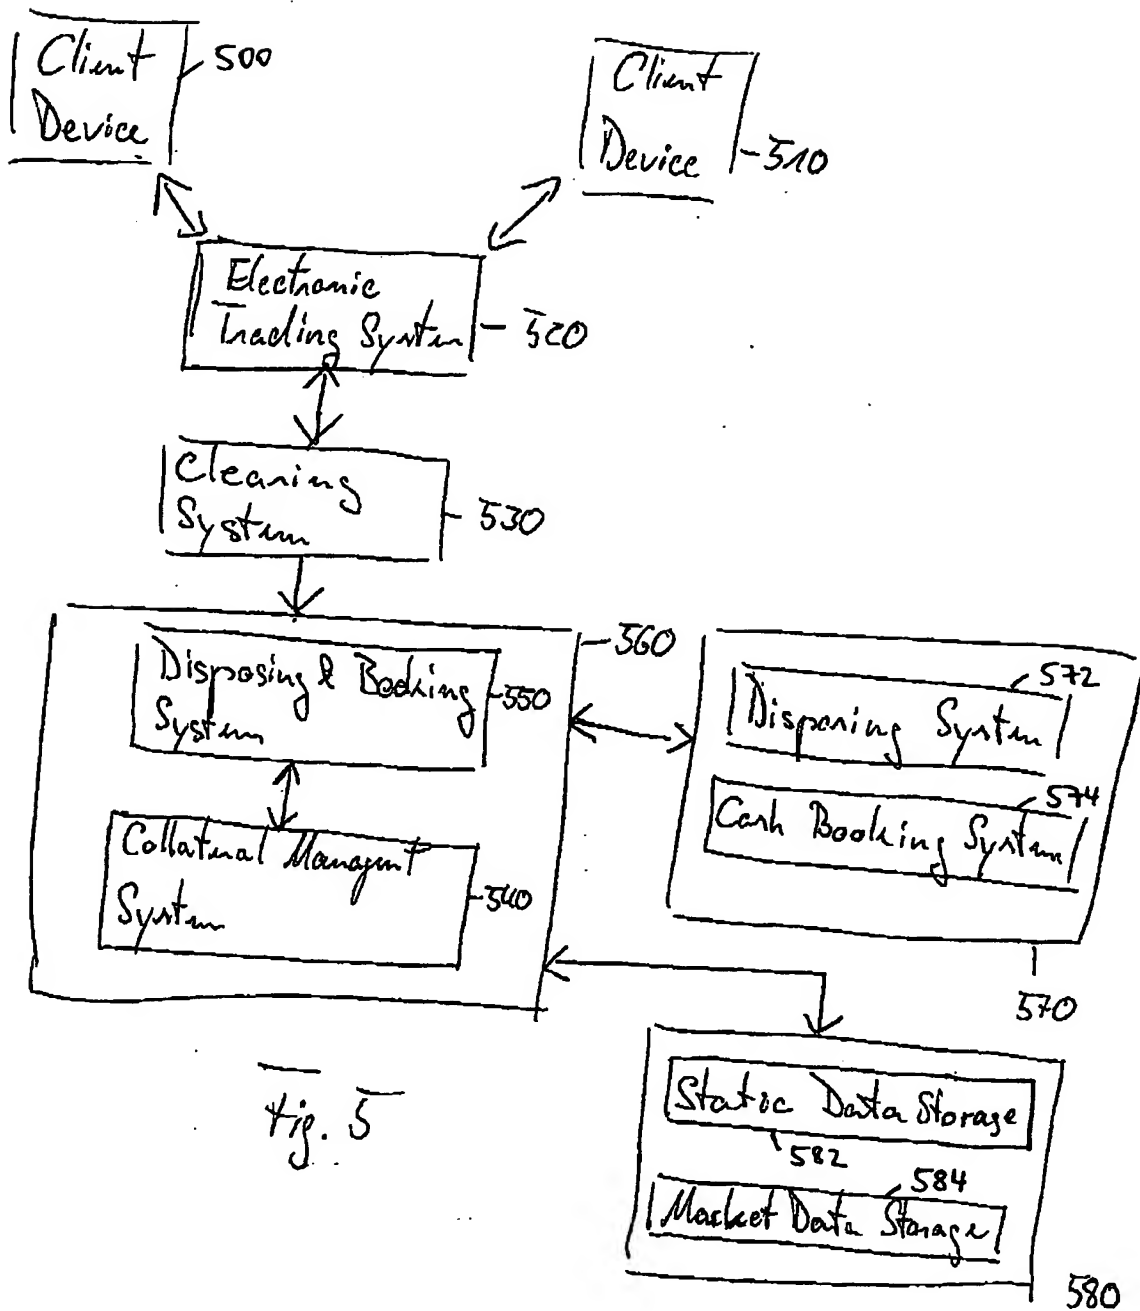 Client
Device
500
Client
Device
510
Electronic
Trading System
520
Clearing
System
530
560
Disposing & Booking
System
550
Collateral Managemt
System
540
572
Disposing System
574
Cash Booking System
570
Static Data Storage
582
584
Market Data Storage
580
Fig. 5